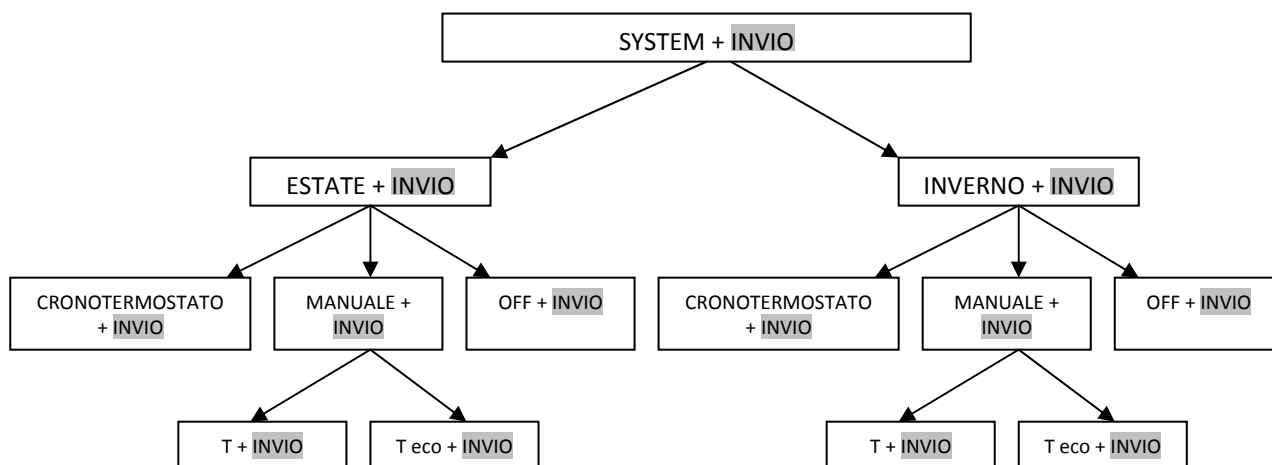 SYSTEM + INVIO
ESTATE + INVIO
INVERNO + INVIO
CRONOTERMOSTATO
+ INVIO
MANUALE +
INVIO
OFF + INVIO
CRONOTERMOSTATO
+ INVIO
MANUALE +
INVIO
OFF + INVIO
T + INVIO
T eco + INVIO
T + INVIO
T eco + INVIO